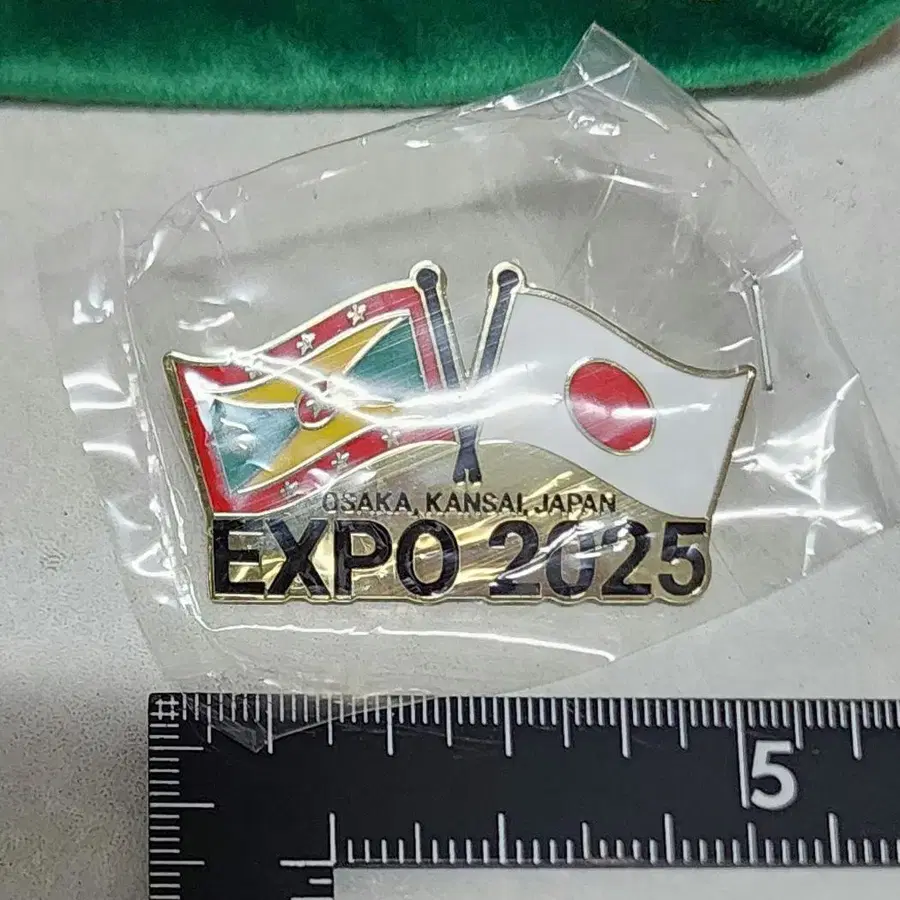 OSAKA, KANSAI, JAPAN
EXPO 2025
5